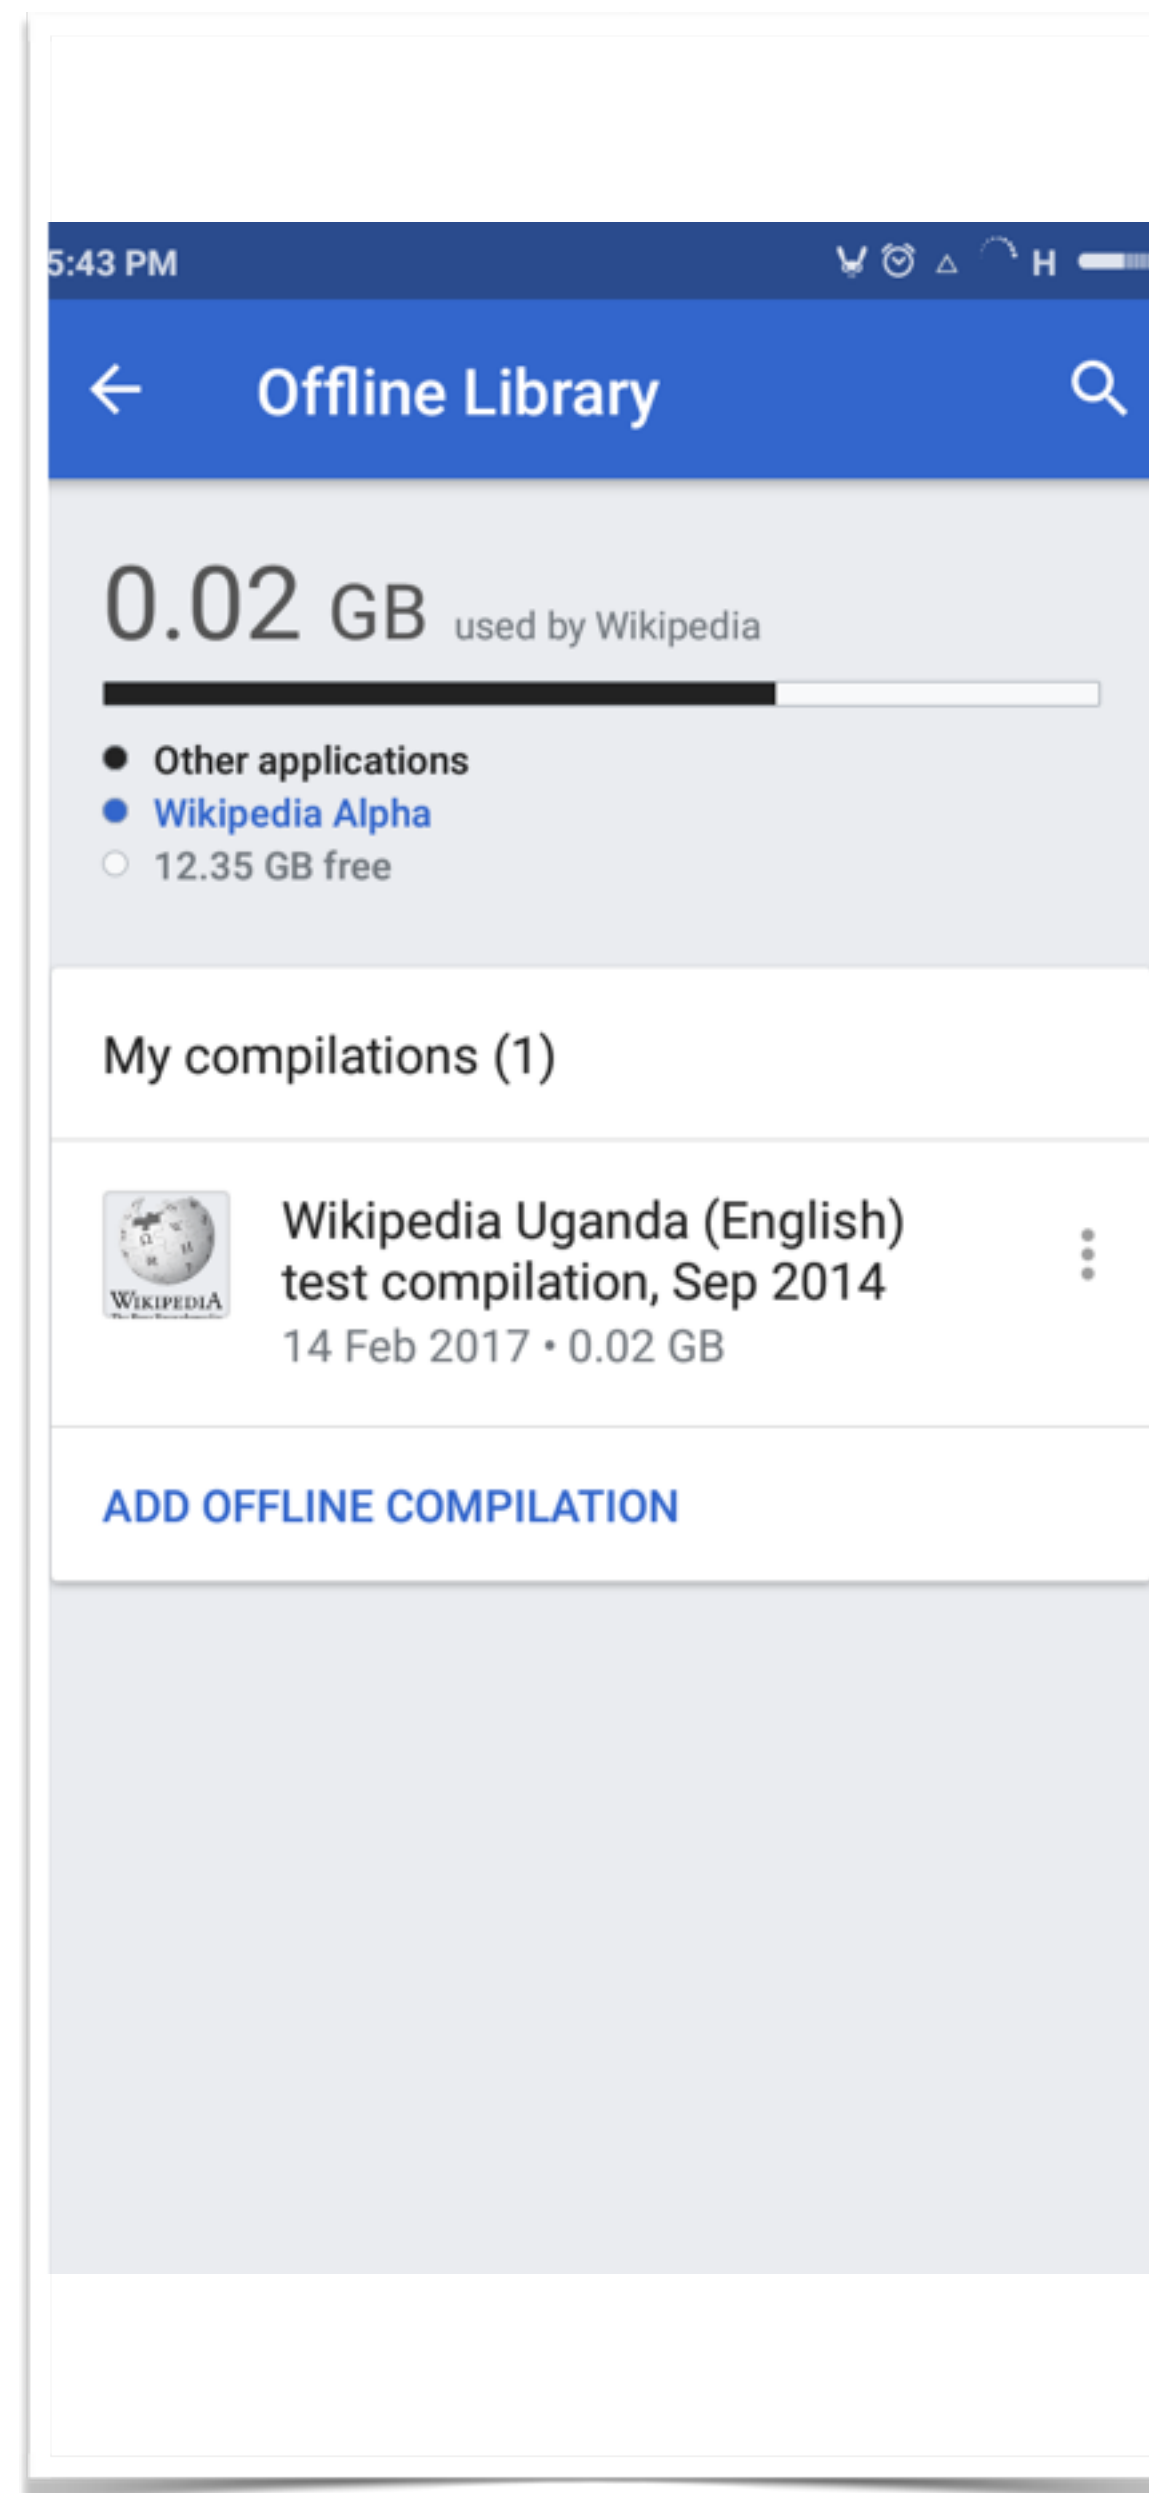 5:43 PM
H
Offline Library
0.02 GB used by Wikipedia
Other applications
Wikipedia Alpha
12.35 GB free
My compilations (1)
Wikipedia Uganda (English)
test compilation, Sep 2014
WIKIPEDIA
14 Feb 2017 • 0.02 GB
ADD OFFLINE COMPILATION